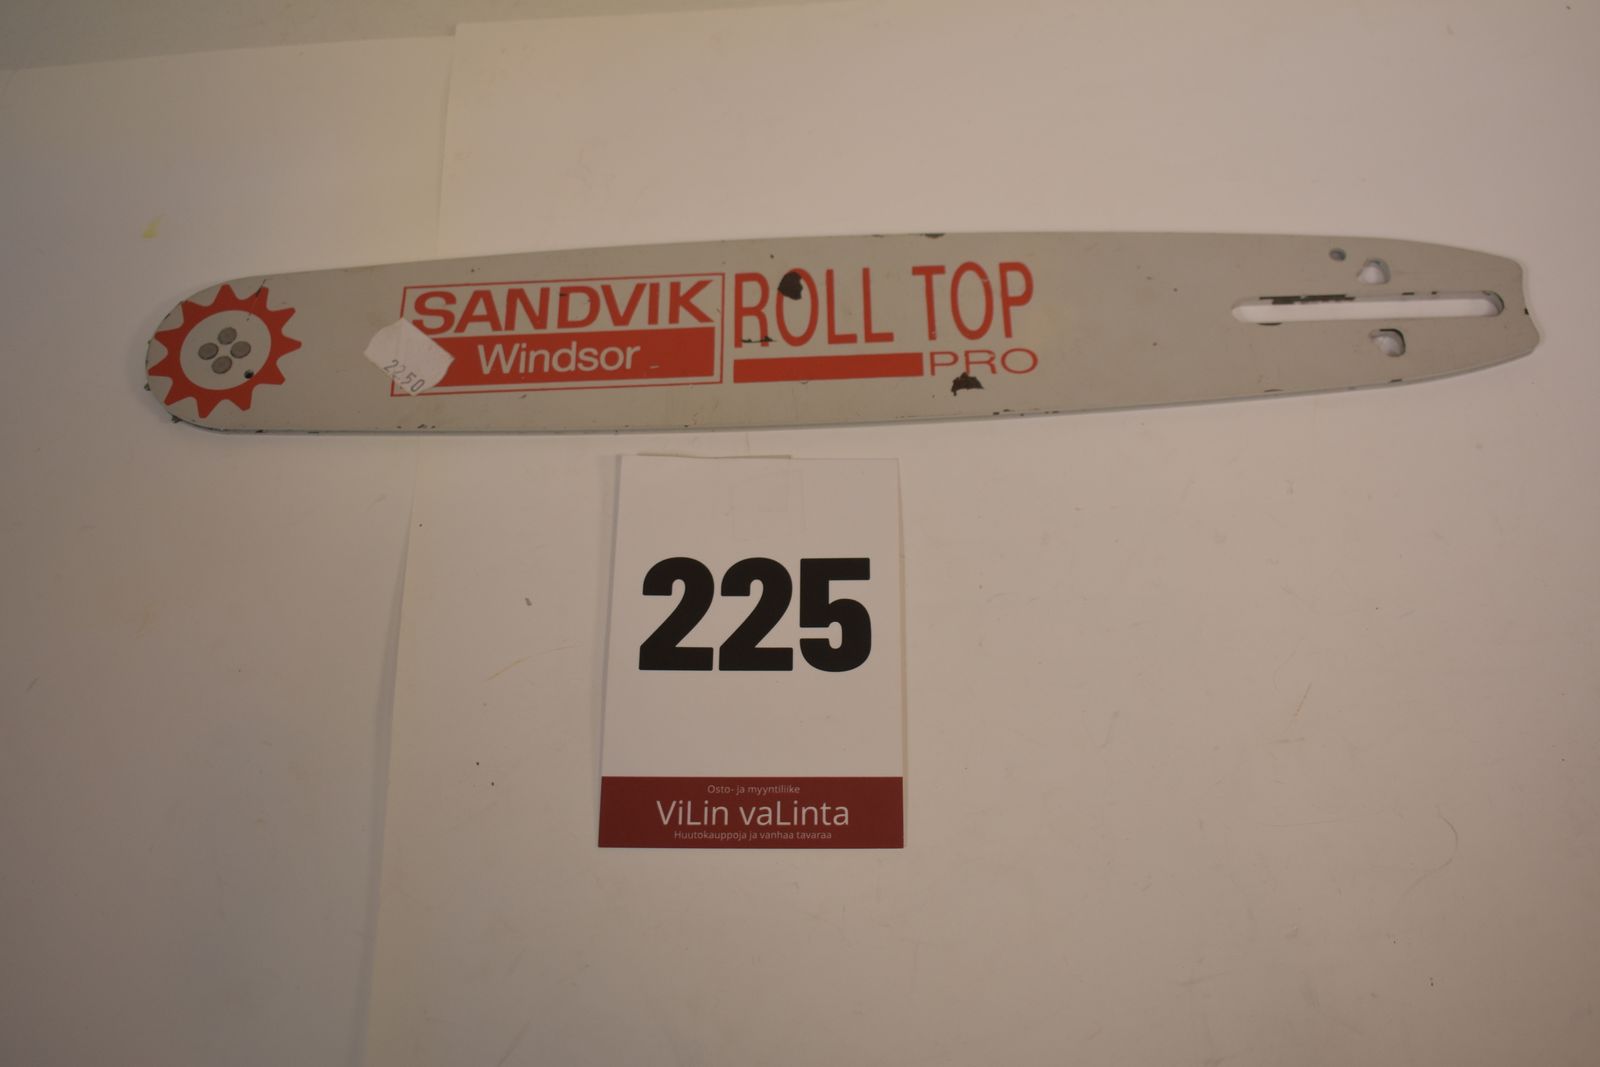 SANDVIK
Windsor
ROLL TOP
PRO
2250
225
Osto- ja myyntiliike
ViLin vaLinta
Huutokauppoja ja vanhaa tavaraa